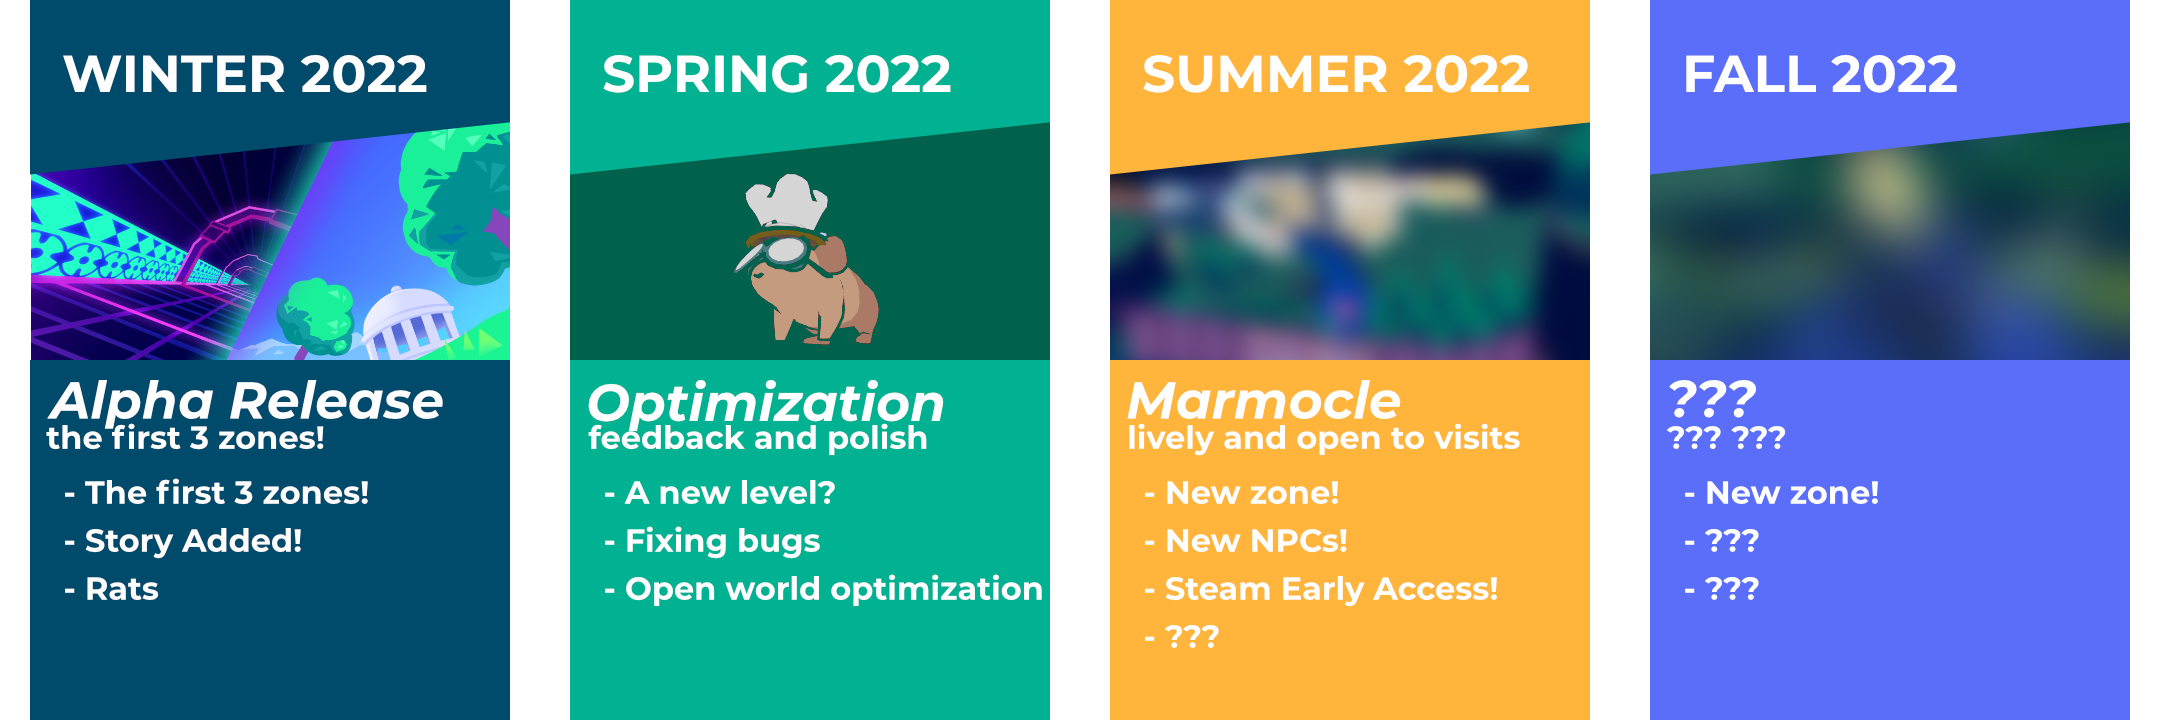 WINTER 2022
Alpha Release
the first 3 zones!
- The first 3 zones!
- Story Added!
- Rats
SPRING 2022
Optimization
feedback and polish
- A new level?
- Fixing bugs
- Open world optimization
SUMMER 2022
Marmocle
lively and open to visits
- New zone!
- New NPCs!
- Steam Early Access!
- ???
FALL 2022
???
??? ???
- New zone!
- ???
- ???